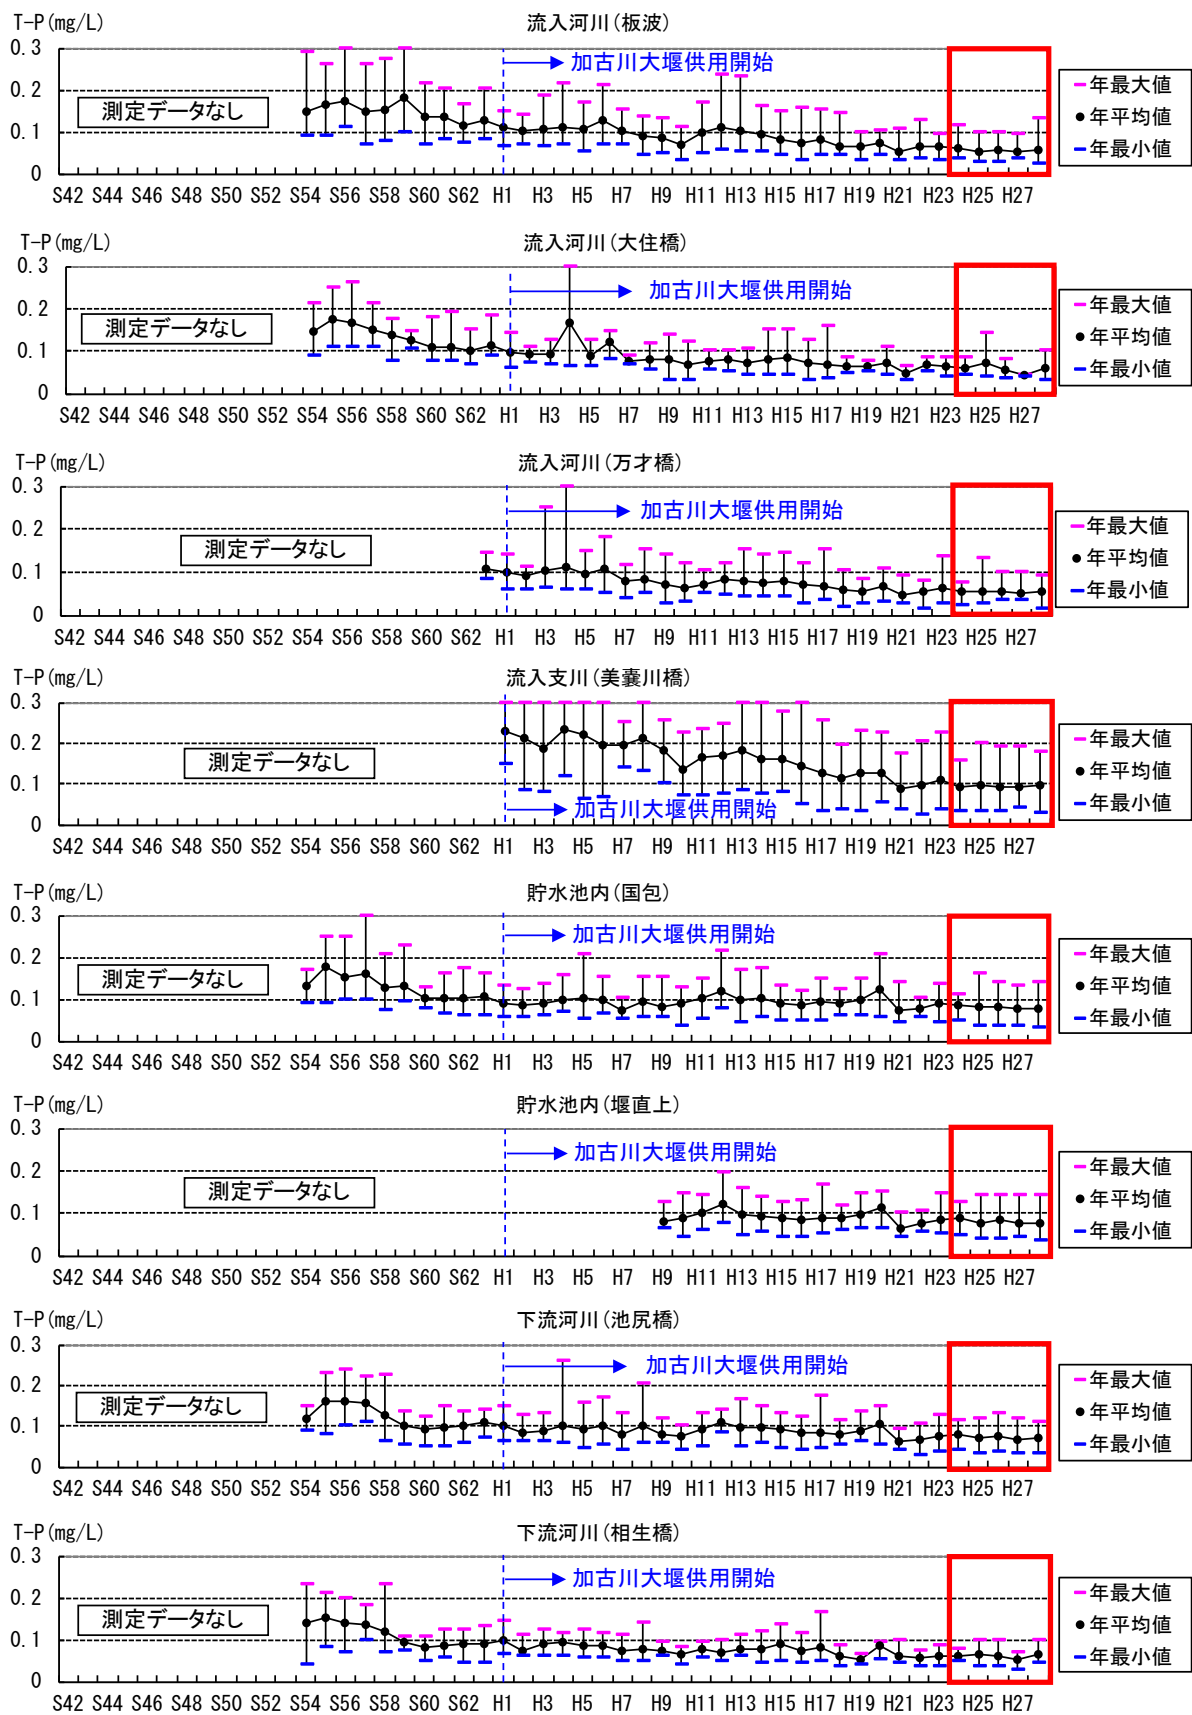 T-P(mg/L)
流入河川(板波)
0.3
0.2
0.1
0
加古川大堰供用開始
測定データなし
年最大値
年平均値
年最小値
S42 S44 S46 S48 S50 S52 S54 S56 S58 S60 S62 H1 H3 H5 H7 H9 H11 H13 H15 H17 H19 H21 H23 H25 H27
T-P(mg/L)
流入河川(大住橋)
0.3
0.2
0.1
0
加古川大堰供用開始
測定データなし
年最大値
年平均値
年最小値
S42 S44 S46 S48 S50 S52 S54 S56 S58 S60 S62 H1 H3 H5 H7 H9 H11 H13 H15 H17 H19 H21 H23 H25 H27
T-P(mg/L)
流入河川(万才橋)
0.3
0.2
0.1
0
加古川大堰供用開始
測定データなし
年最大値
年平均値
年最小値
S42 S44 S46 S48 S50 S52 S54 S56 S58 S60 S62 H1 H3 H5 H7 H9 H11 H13 H15 H17 H19 H21 H23 H25 H27
T-P(mg/L)
流入支川(美嚢川橋)
0.3
0.2
0.1
0
測定データなし
加古川大堰供用開始
年最大値
年平均値
年最小値
S42 S44 S46 S48 S50 S52 S54 S56 S58 S60 S62 H1 H3 H5 H7 H9 H11 H13 H15 H17 H19 H21 H23 H25 H27
T-P(mg/L)
貯水池内(国包)
0.3
0.2
0.1
0
加古川大堰供用開始
測定データなし
年最大値
年平均値
年最小値
S42 S44 S46 S48 S50 S52 S54 S56 S58 S60 S62 H1 H3 H5 H7 H9 H11 H13 H15 H17 H19 H21 H23 H25 H27
T-P(mg/L)
貯水池内(堰直上)
0.3
0.2
0.1
0
加古川大堰供用開始
測定データなし
年最大値
年平均値
年最小値
S42 S44 S46 S48 S50 S52 S54 S56 S58 S60 S62 H1 H3 H5 H7 H9 H11 H13 H15 H17 H19 H21 H23 H25 H27
T-P(mg/L)
下流河川(池尻橋)
0.3
0.2
0.1
0
加古川大堰供用開始
測定データなし
年最大値
年平均値
年最小値
S42 S44 S46 S48 S50 S52 S54 S56 S58 S60 S62 H1 H3 H5 H7 H9 H11 H13 H15 H17 H19 H21 H23 H25 H27
T-P(mg/L)
下流河川(相生橋)
0.3
0.2
0.1
0
加古川大堰供用開始
測定データなし
年最大値
年平均値
年最小値
S42 S44 S46 S48 S50 S52 S54 S56 S58 S60 S62 H1 H3 H5 H7 H9 H11 H13 H15 H17 H19 H21 H23 H25 H27